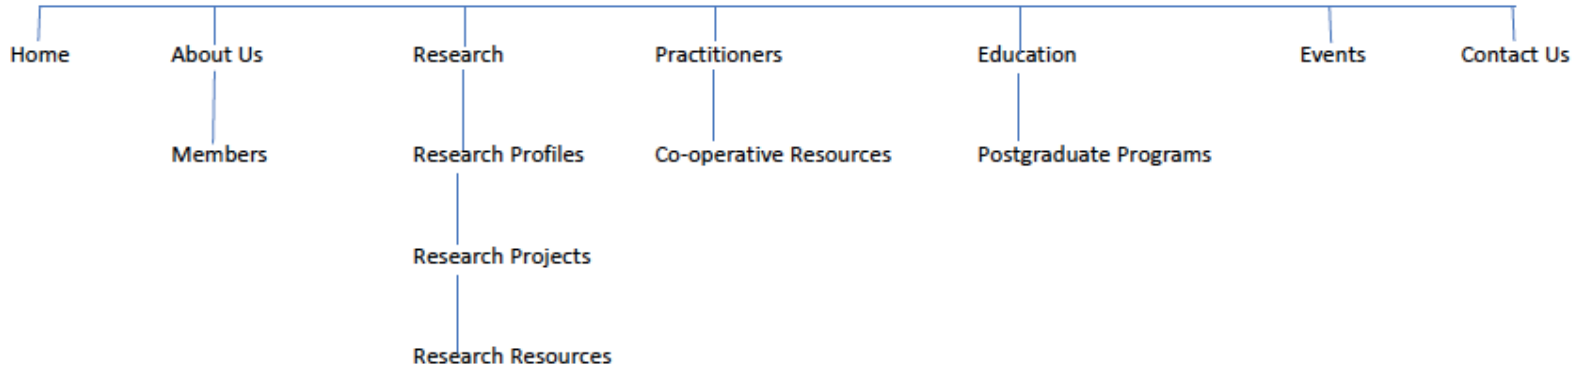 Home About Us Research Practitioners Education Events Contact Us
Members Research Profiles Co-operative Resources Postgraduate Programs
Research Projects
Research Resources